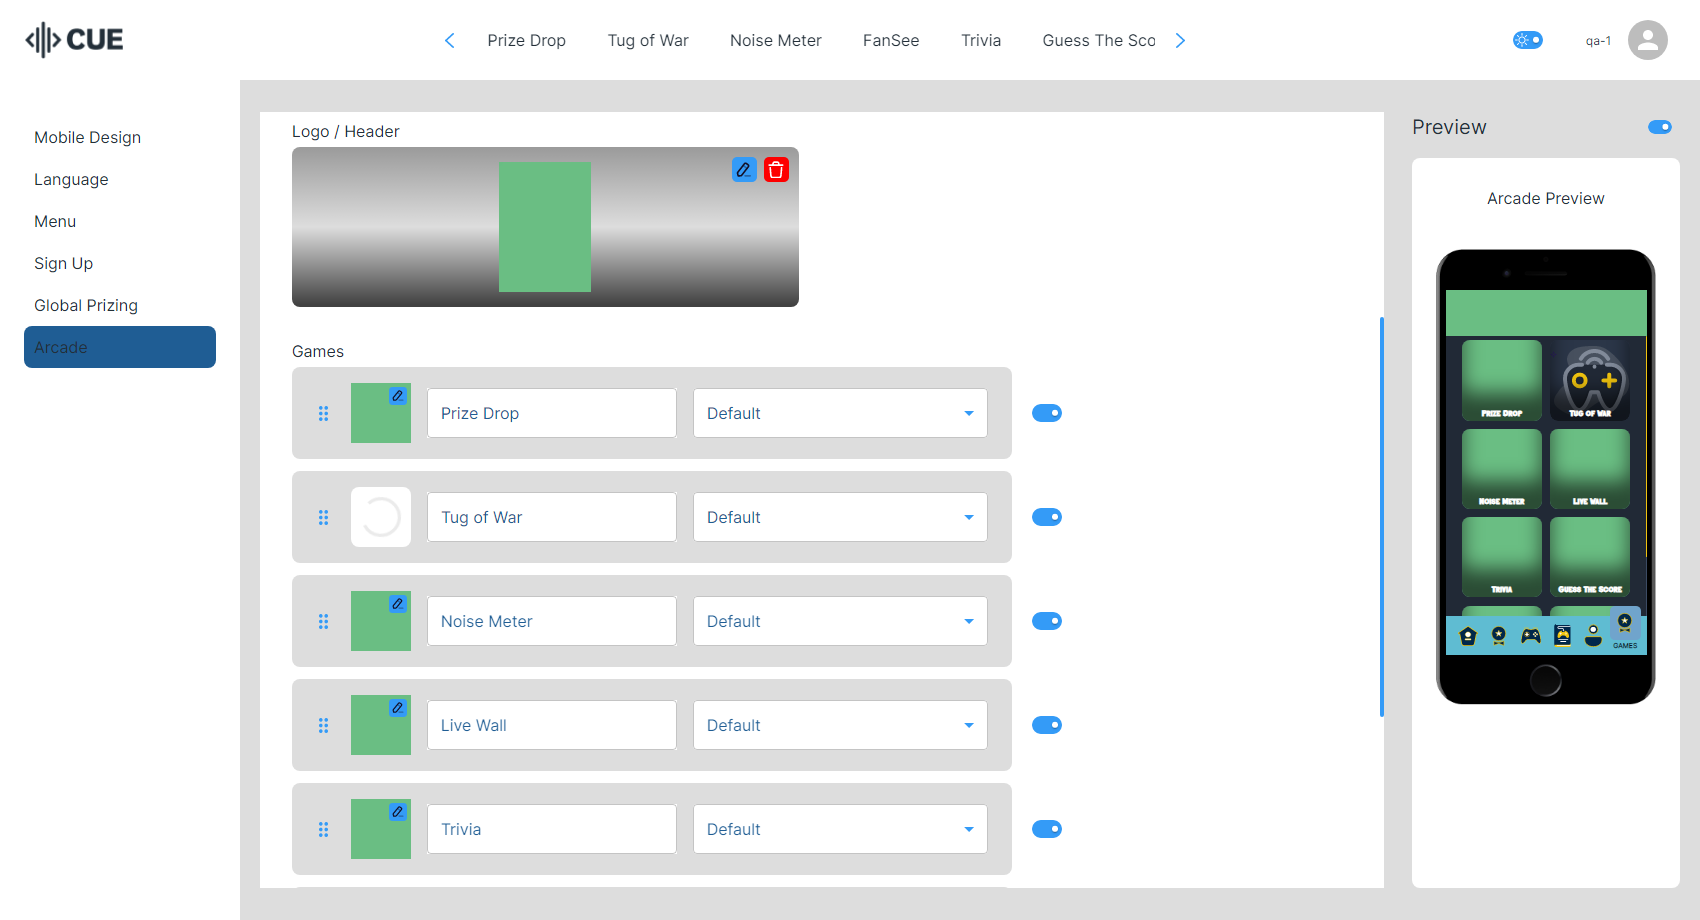 CUE
Prize Drop
Tug of War
Noise Meter
FanSee
Trivia
Guess The Sco
qa-1
Mobile Design
Language
Menu
Sign Up
Global Prizing
Arcade
Logo / Header
Games
Prize Drop
Default
Tug of War
Default
Noise Meter
Default
Live Wall
Default
Trivia
Default
Preview
Arcade Preview
PRIZE DROP
TUG OF WAR
NOISE METER
LIVE WALL
TRIVIA
GUESS THE SCORE
GAMES